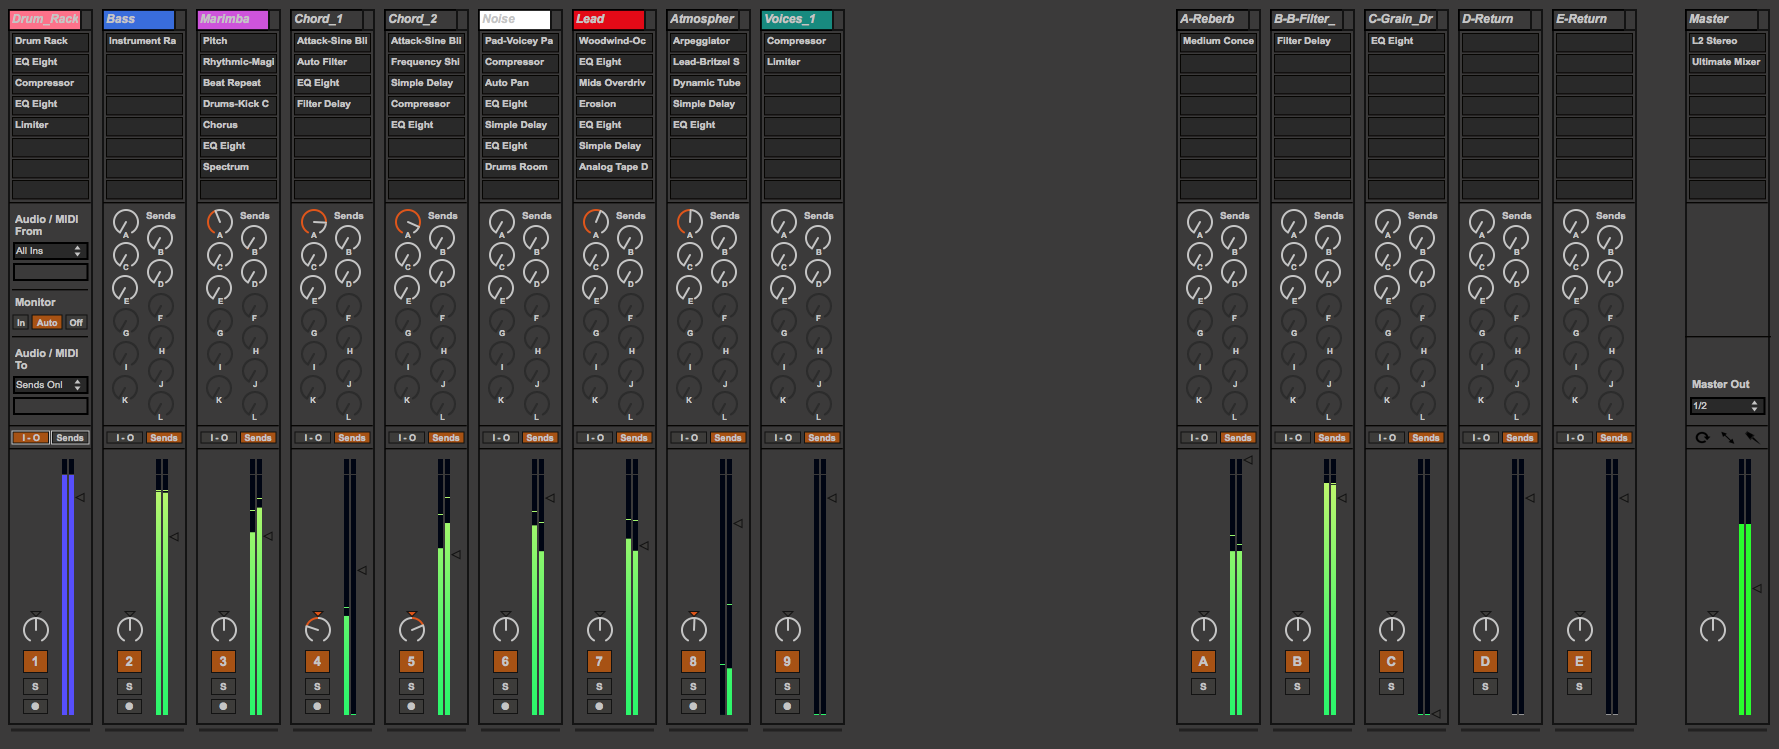 Drum_Rack Bass Marimba Chord_1 Chord_2 Noise Lead Atmospher Voices_1 A-Reberb B-B-Filter_ C-Grain_Dr D-Return E-Return Master
Drum Rack Instrument Ra Pitch Attack-Sine Bli Attack-Sine Bli Pad-Voicey Pa Woodwind-Oc Arpeggiator Compressor Medium Conce Filter Delay EQ Eight L2 Stereo
EQ Eight Rhythmic-Magi Auto Filter Frequency Shi Compressor EQ Eight Lead-Britzel S Limiter Ultimate Mixer
Compressor Beat Repeat EQ Eight Simple Delay Auto Pan Mids Overdriv Dynamic Tube
EQ Eight Drums-Kick C Filter Delay Compressor EQ Eight Erosion Simple Delay
Limiter Chorus EQ Eight Simple Delay EQ Eight EQ Eight
EQ Eight EQ Eight Simple Delay
Spectrum Drums Room Analog Tape D
Audio / MIDI Sends Sends Sends Sends Sends Sends Sends Sends Sends Sends Sends Sends Sends
From A A A A A A A A A A A A A
All Ins B B B B B B B B B B B B B
C C C C C C C C C C C C C
D D D D D D D D D D D D D
Monitor E E E E E E E E E E E E E
In Auto Off F F F F F F F F F F F F F
G G G G G G G G G G G G G
Audio / MIDI H H H H H H H H H H H H H
To I I I I I I I I I I I I I
Sends Onl J J J J J J J J J J J J J Master Out
K K K K K K K K K K K K K 1/2
L L L L L L L L L L L L L
I - O Sends I - O Sends I - O Sends I - O Sends I - O Sends I - O Sends I - O Sends I - O Sends I - O Sends I - O Sends I - O Sends I - O Sends I - O Sends I - O Sends
1 2 3 4 5 6 7 8 9 A B C D E
S S S S S S S S S S S S S S